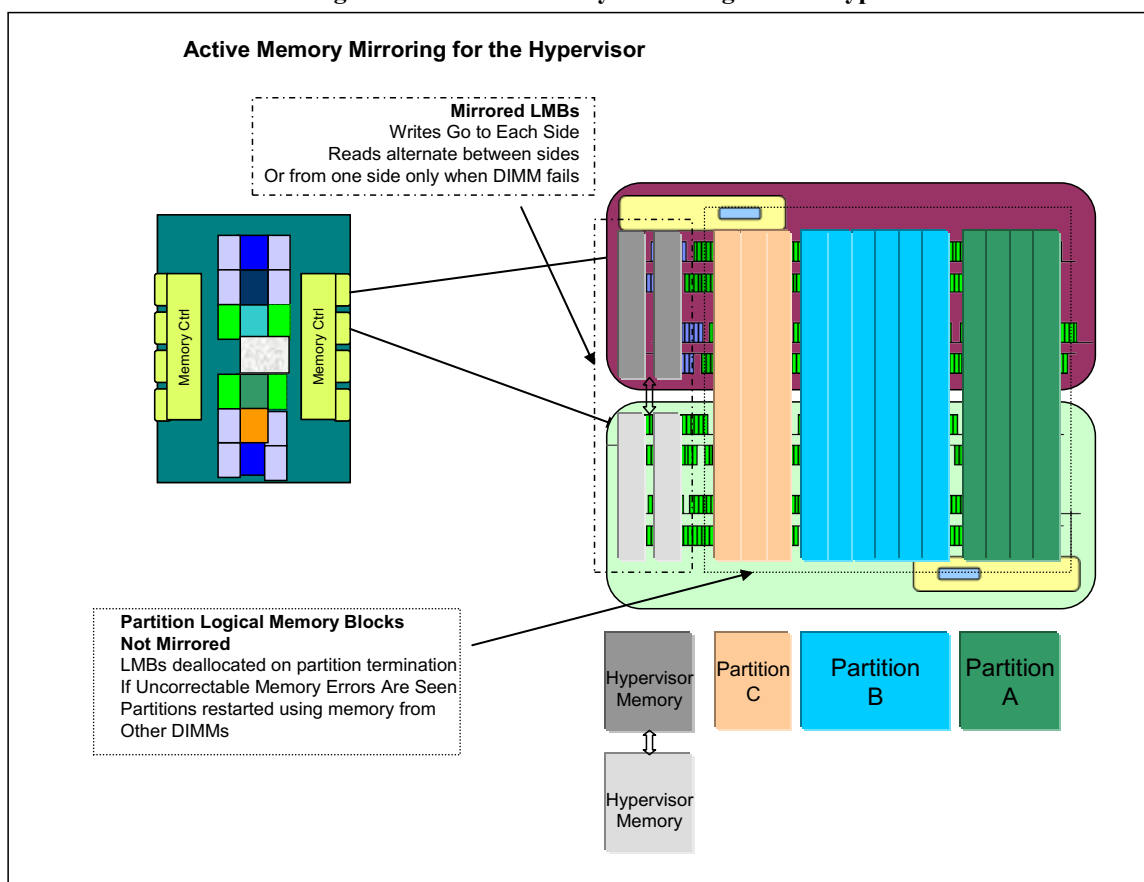 Active Memory Mirroring for the Hypervisor
Mirrored LMBs
Writes Go to Each Side
Reads alternate between sides
Or from one side only when DIMM fails
Memory Ctrl
Memory Ctrl
Partition Logical Memory Blocks
Not Mirrored
LMBs deallocated on partition termination
If Uncorrectable Memory Errors Are Seen
Partitions restarted using memory from
Other DIMMs
Hypervisor
Memory
Partition
C
Partition
B
Partition
A
Hypervisor
Memory